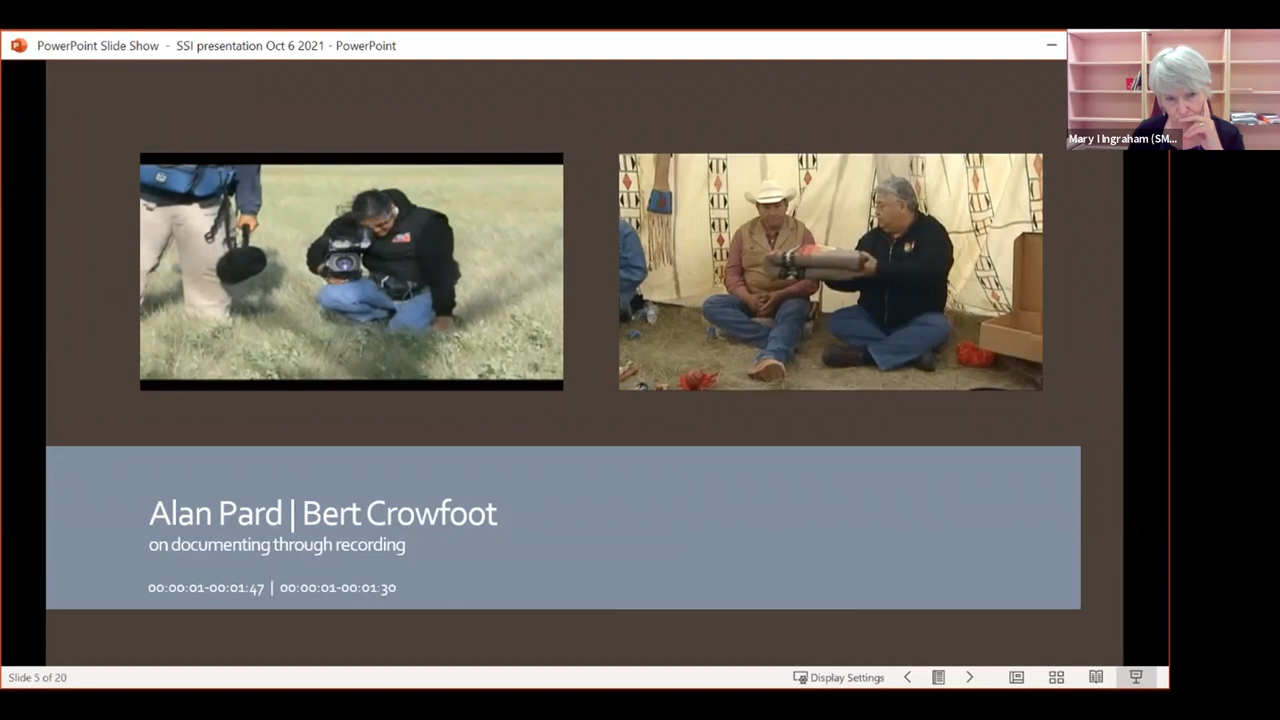 PowerPoint Slide Show - SSI presentation Oct 6 2021 - PowerPoint
Mary I Ingraham (SM...
Alan Pard | Bert Crowfoot
on documenting through recording
00:00:01-00:01:47 | 00:00:01-00:01:30
Slide 5 of 20
Display Settings